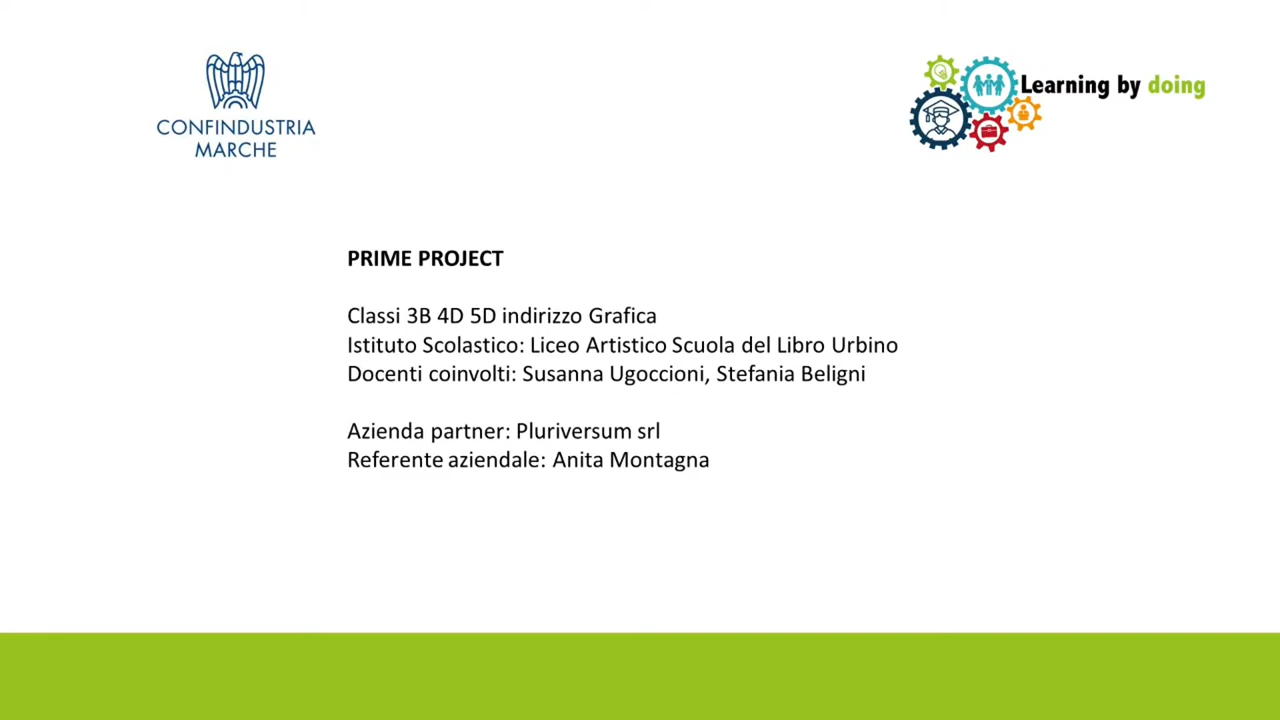 CONFINDUSTRIA
MARCHE
Learning by doing
PRIME PROJECT
Classi 3B 4D 5D indirizzo Grafica
Istituto Scolastico: Liceo Artistico Scuola del Libro Urbino
Docenti coinvolti: Susanna Ugoccioni, Stefania Beligni
Azienda partner: Pluriversum srl
Referente aziendale: Anita Montagna